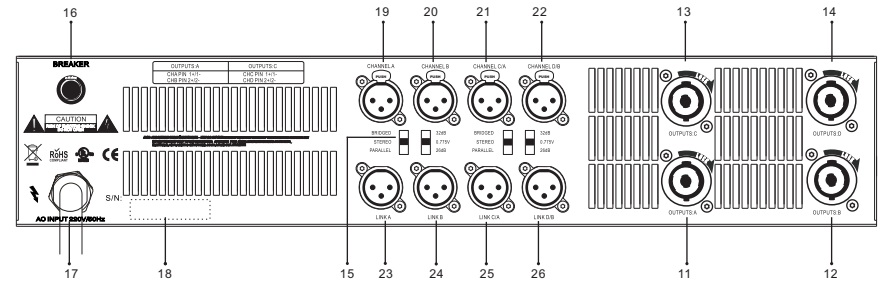 16 19 20 21 22 13 14
BREAKER
OUTPUTS:A OUTPUTS:C
CHA PIN 1+/1- CHC PIN 1+/1-
CHB PIN 2+/2- CHD PIN 2+/2-
CHANNEL A CHANNEL B CHANNEL C/A CHANNEL D/B
PUSH PUSH PUSH PUSH
CAUTION
BRIDGED 32dB BRIDGED 32dB
STEREO 0.775V STEREO 0.775V
PARALLEL 26dB PARALLEL 26dB
OUTPUTS:C OUTPUTS:D
RoHS
COMPLIANT
CE
S/N:
AC INPUT 220V/60Hz
LINK A LINK B LINK C/A LINK D/B
OUTPUTS:A OUTPUTS:B
17 18 15 23 24 25 26 11 12